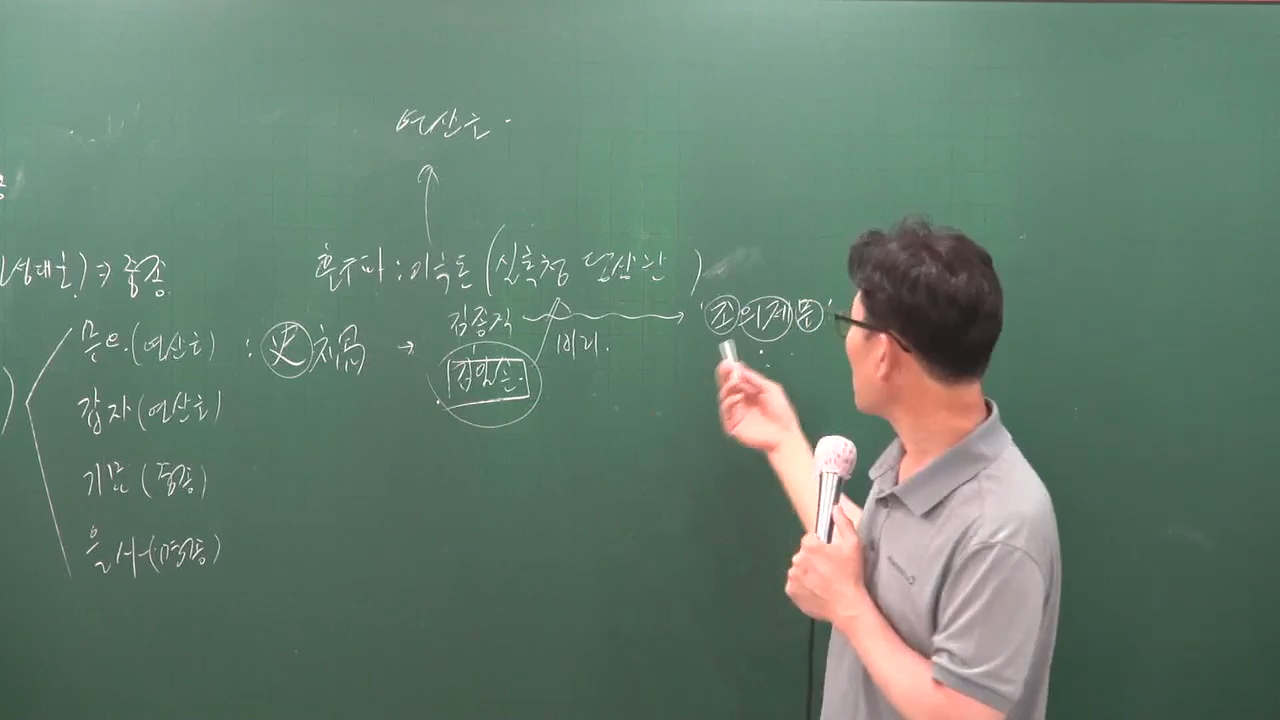 연산군
(성대군) ⇒ 중종
훈구파 : 이극돈 (실록청 당상관)
무오 (연산군) : 史禍 →
김종직 → '조의제문'
김일손
비리.
갑자 (연산군)
기묘 (중종)
을사 (명종)